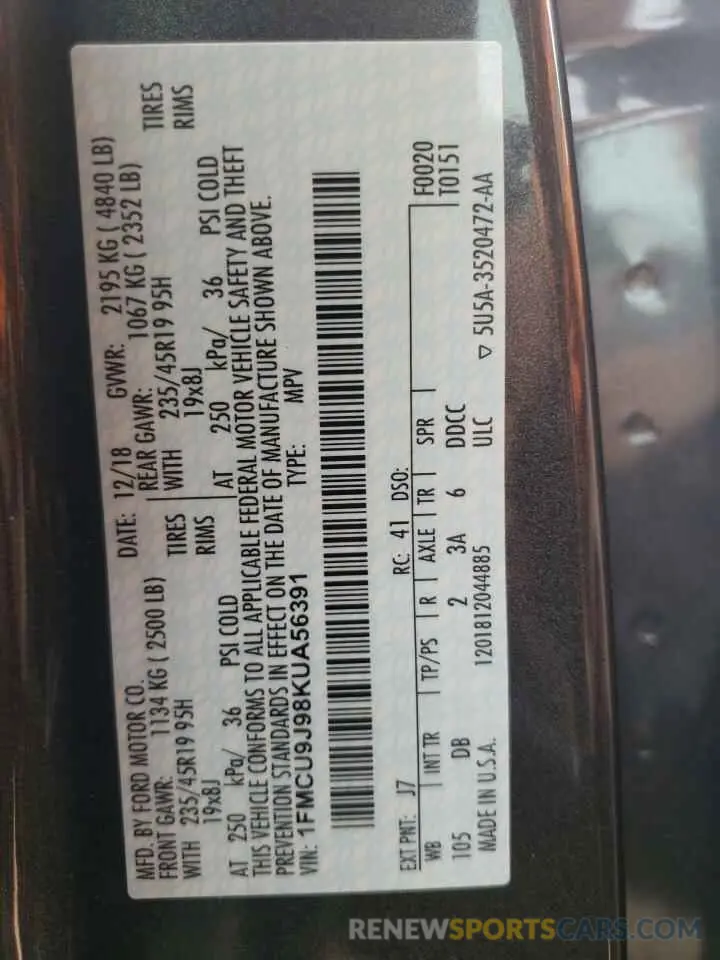 MFD. BY FORD MOTOR CO.
DATE: 12/18 GVWR: 2195 KG ( 4840 LB)
FRONT GAWR: 1134 KG ( 2500 LB)
REAR GAWR: 1067 KG ( 2352 LB)
WITH 235/45R19 95H TIRES
WITH 235/45R19 95H TIRES
19x8J RIMS
19x8J RIMS
AT 250 kPa/ 36 PSI COLD
AT 250 kPa/ 36 PSI COLD
THIS VEHICLE CONFORMS TO ALL APPLICABLE FEDERAL MOTOR VEHICLE SAFETY AND THEFT
PREVENTION STANDARDS IN EFFECT ON THE DATE OF MANUFACTURE SHOWN ABOVE.
VIN: 1FMCU9J98KUA56391 TYPE: MPV
EXT PNT: J7 RC: 41 DSO: F0020
T0151
WB INT TR TP/PS R AXLE TR SPR
105 DB 2 3A 6 DDCC
MADE IN U.S.A. 1201812044885 ULC ▽ 5U5A-3520472-AA
RENEWSPORTSCARS.COM